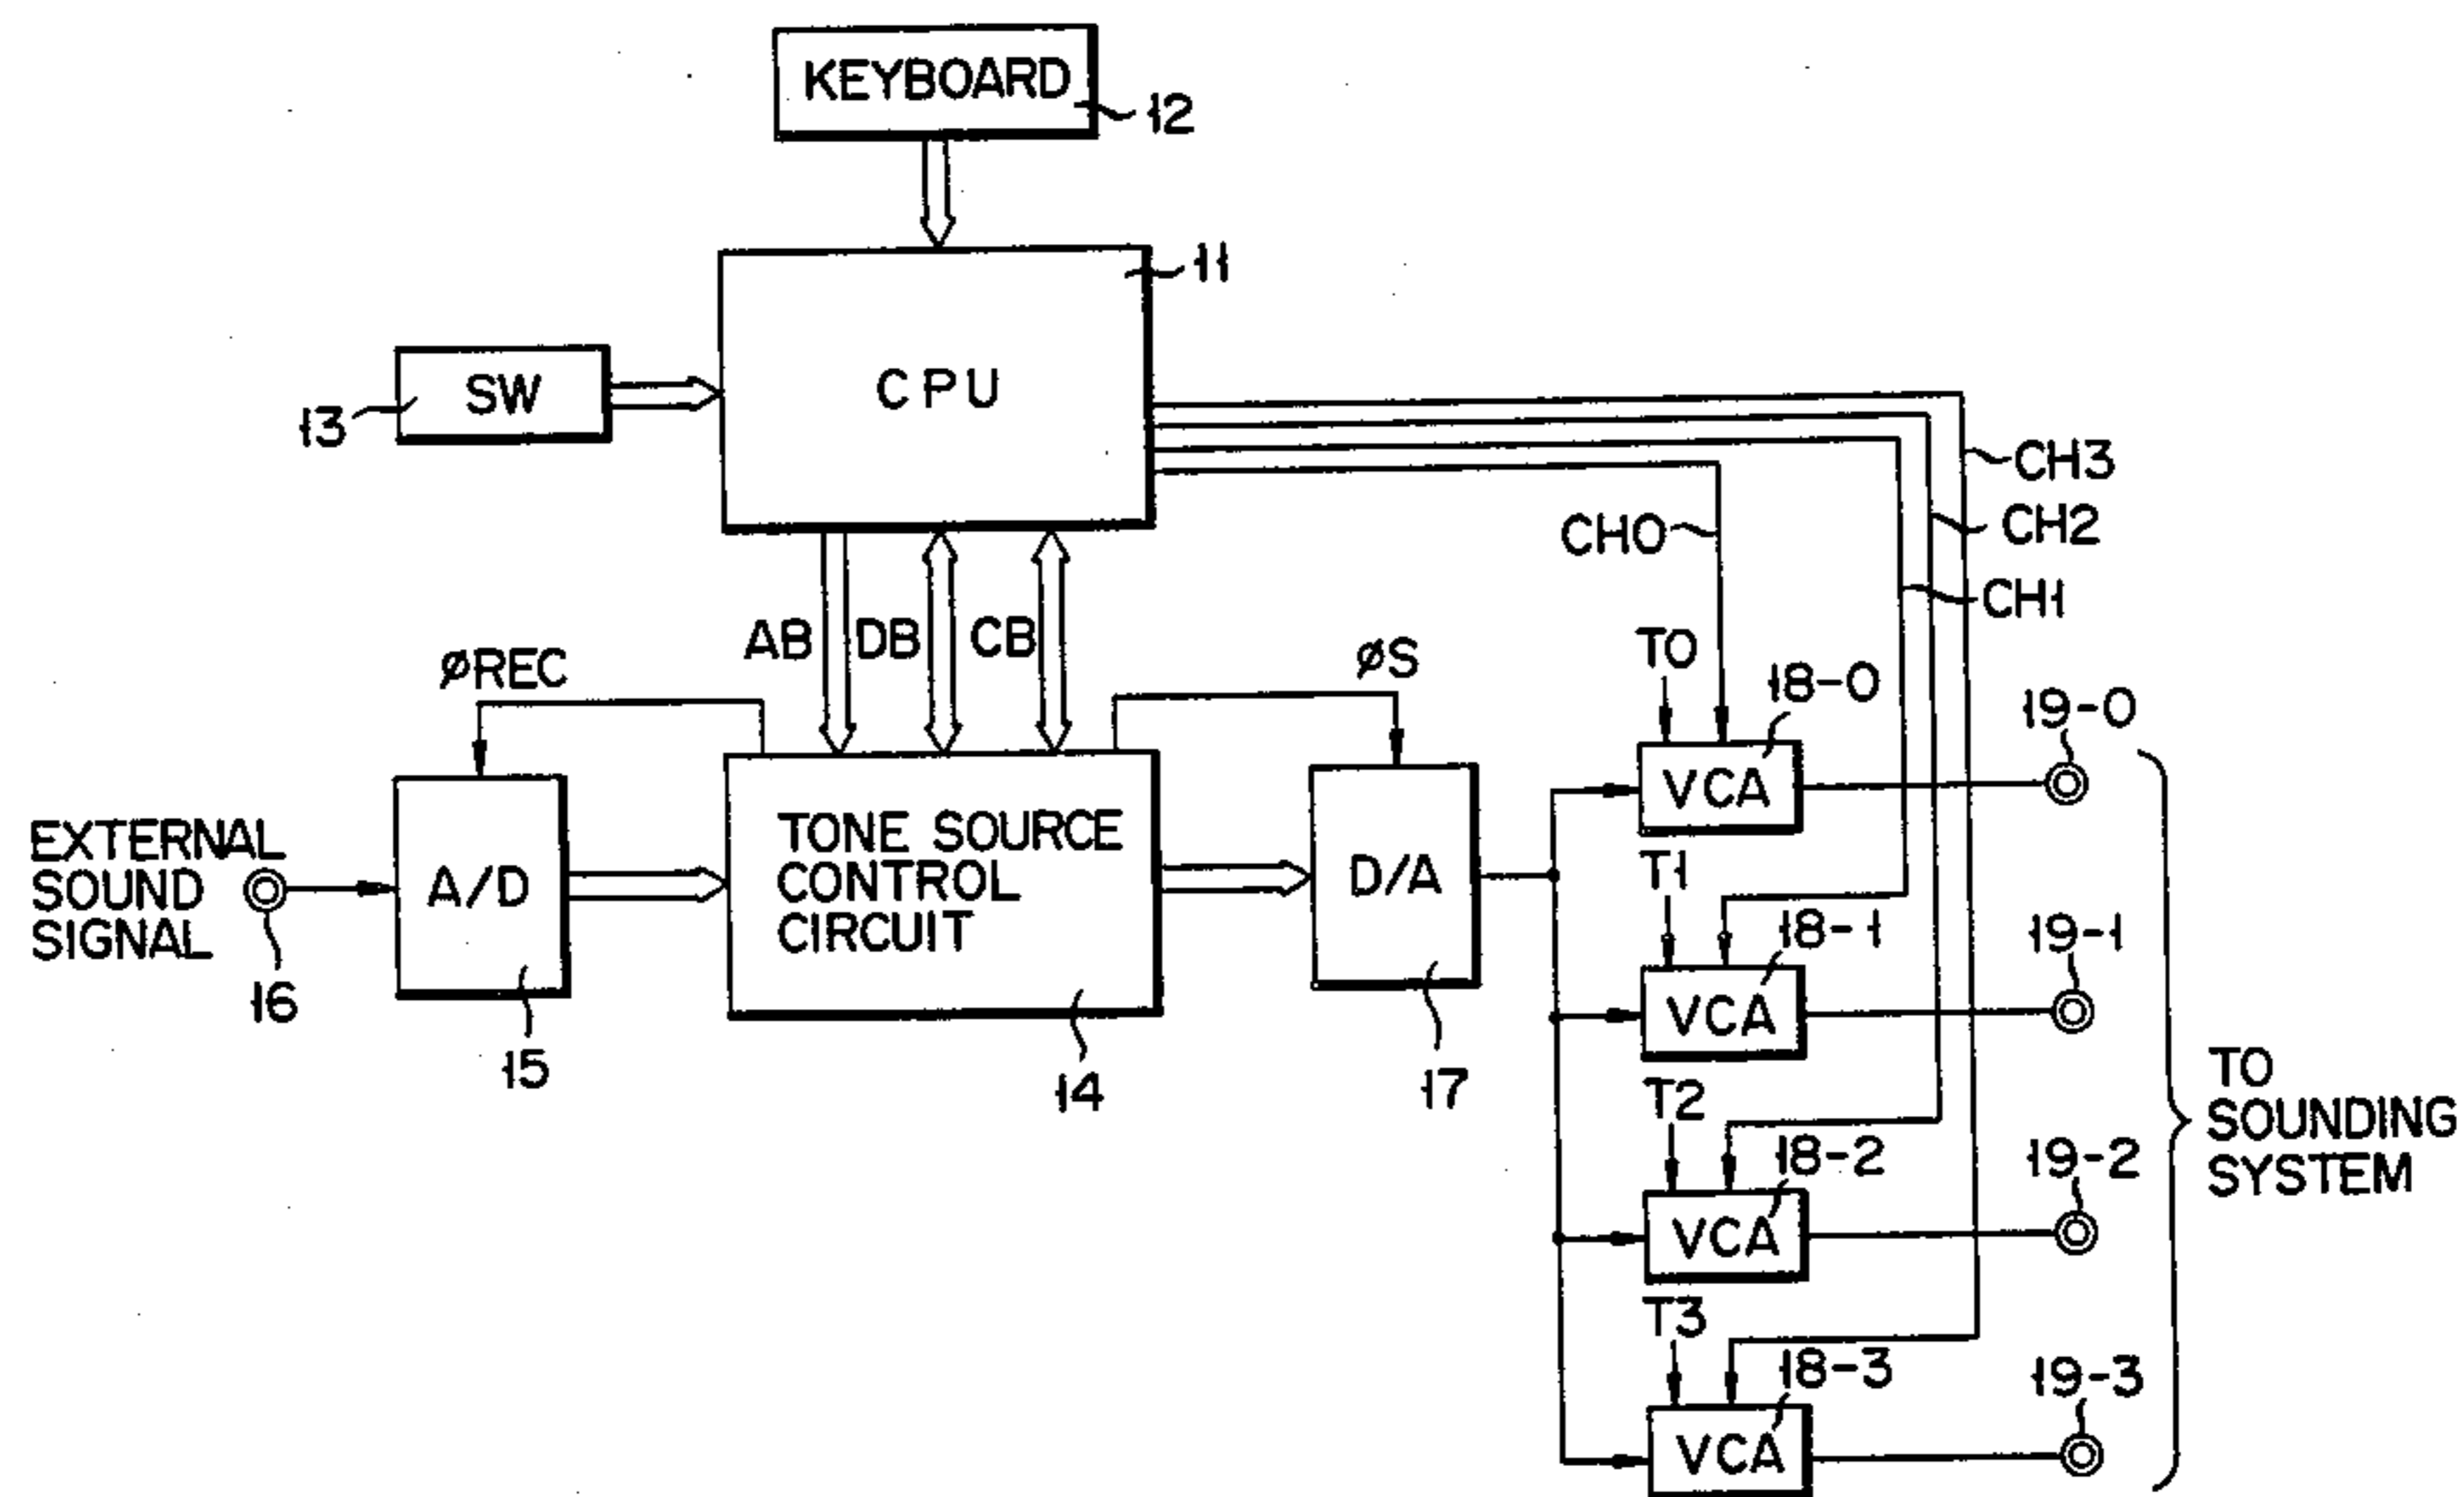 KEYBOARD
12
11
CPU
SW
13
CH3
CH2
CH0
CH1
AB
DB
CB
øREC
øS
T0
18-0
19-0
VCA
EXTERNAL
SOUND
SIGNAL
16
A/D
15
TONE SOURCE
CONTROL
CIRCUIT
14
D/A
17
T1
18-1
19-1
VCA
T2
18-2
19-2
VCA
TO
SOUNDING
SYSTEM
T3
18-3
19-3
VCA